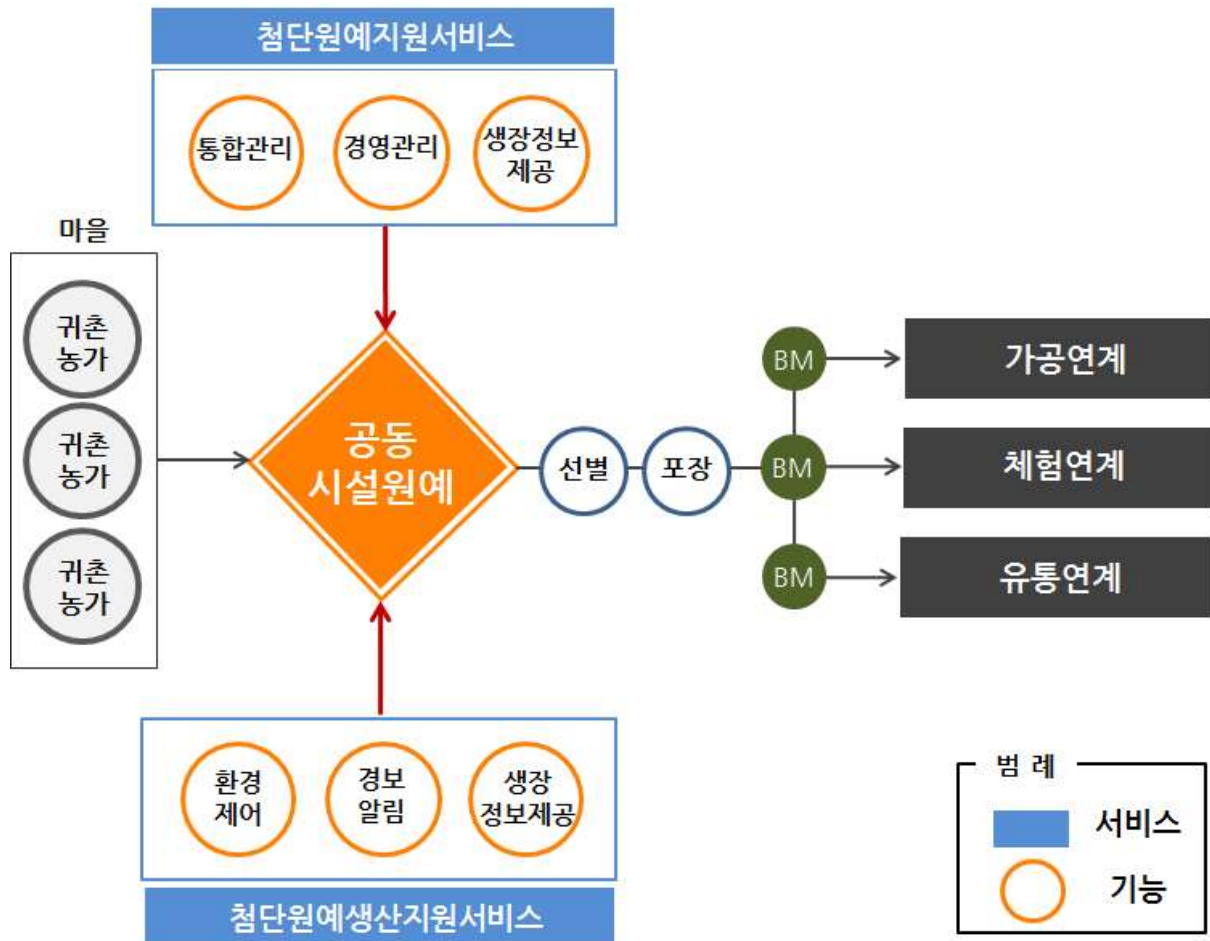 첨단원예지원서비스
통합관리
경영관리
생장정보
제공
마을
귀촌
농가
귀촌
농가
귀촌
농가
공동
시설원예
선별
포장
BM
BM
BM
가공연계
체험연계
유통연계
환경
제어
경보
알림
생장
정보제공
첨단원예생산지원서비스
범 례
서비스
기능